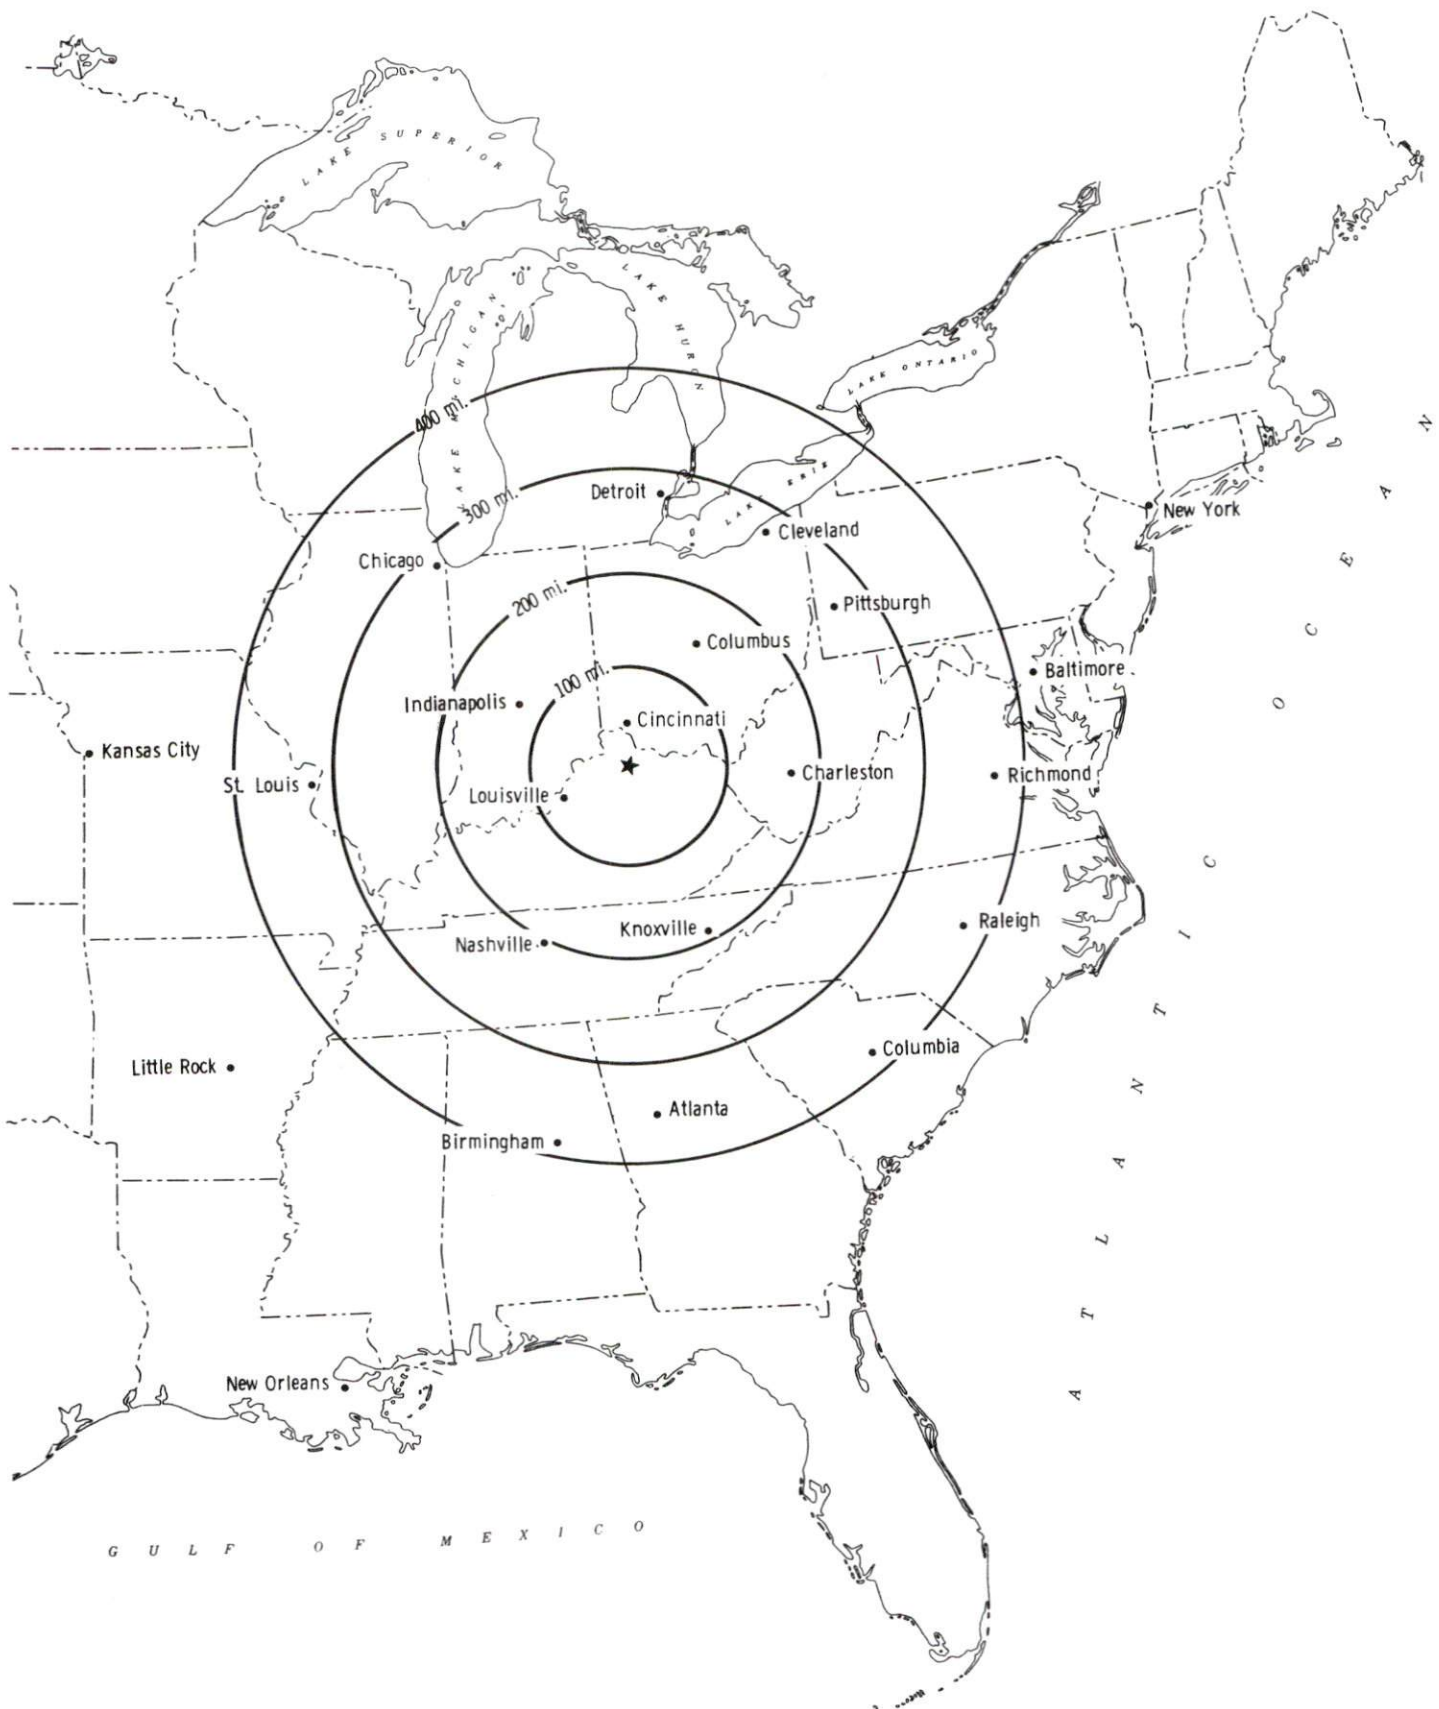 LAKE SUPERIOR
LAKE MICHIGAN
LAKE HURON
LAKE ONTARIO
LAKE ERIE
400 mi.
300 mi.
Detroit
New York
Cleveland
Chicago
200 mi.
Pittsburgh
Columbus
Baltimore
100 mi.
Indianapolis
Cincinnati
Kansas City
St. Louis
Charleston
Richmond
Louisville
Raleigh
Knoxville
Nashville
Columbia
Little Rock
Atlanta
Birmingham
New Orleans
ATLANTIC OCEAN
GULF OF MEXICO